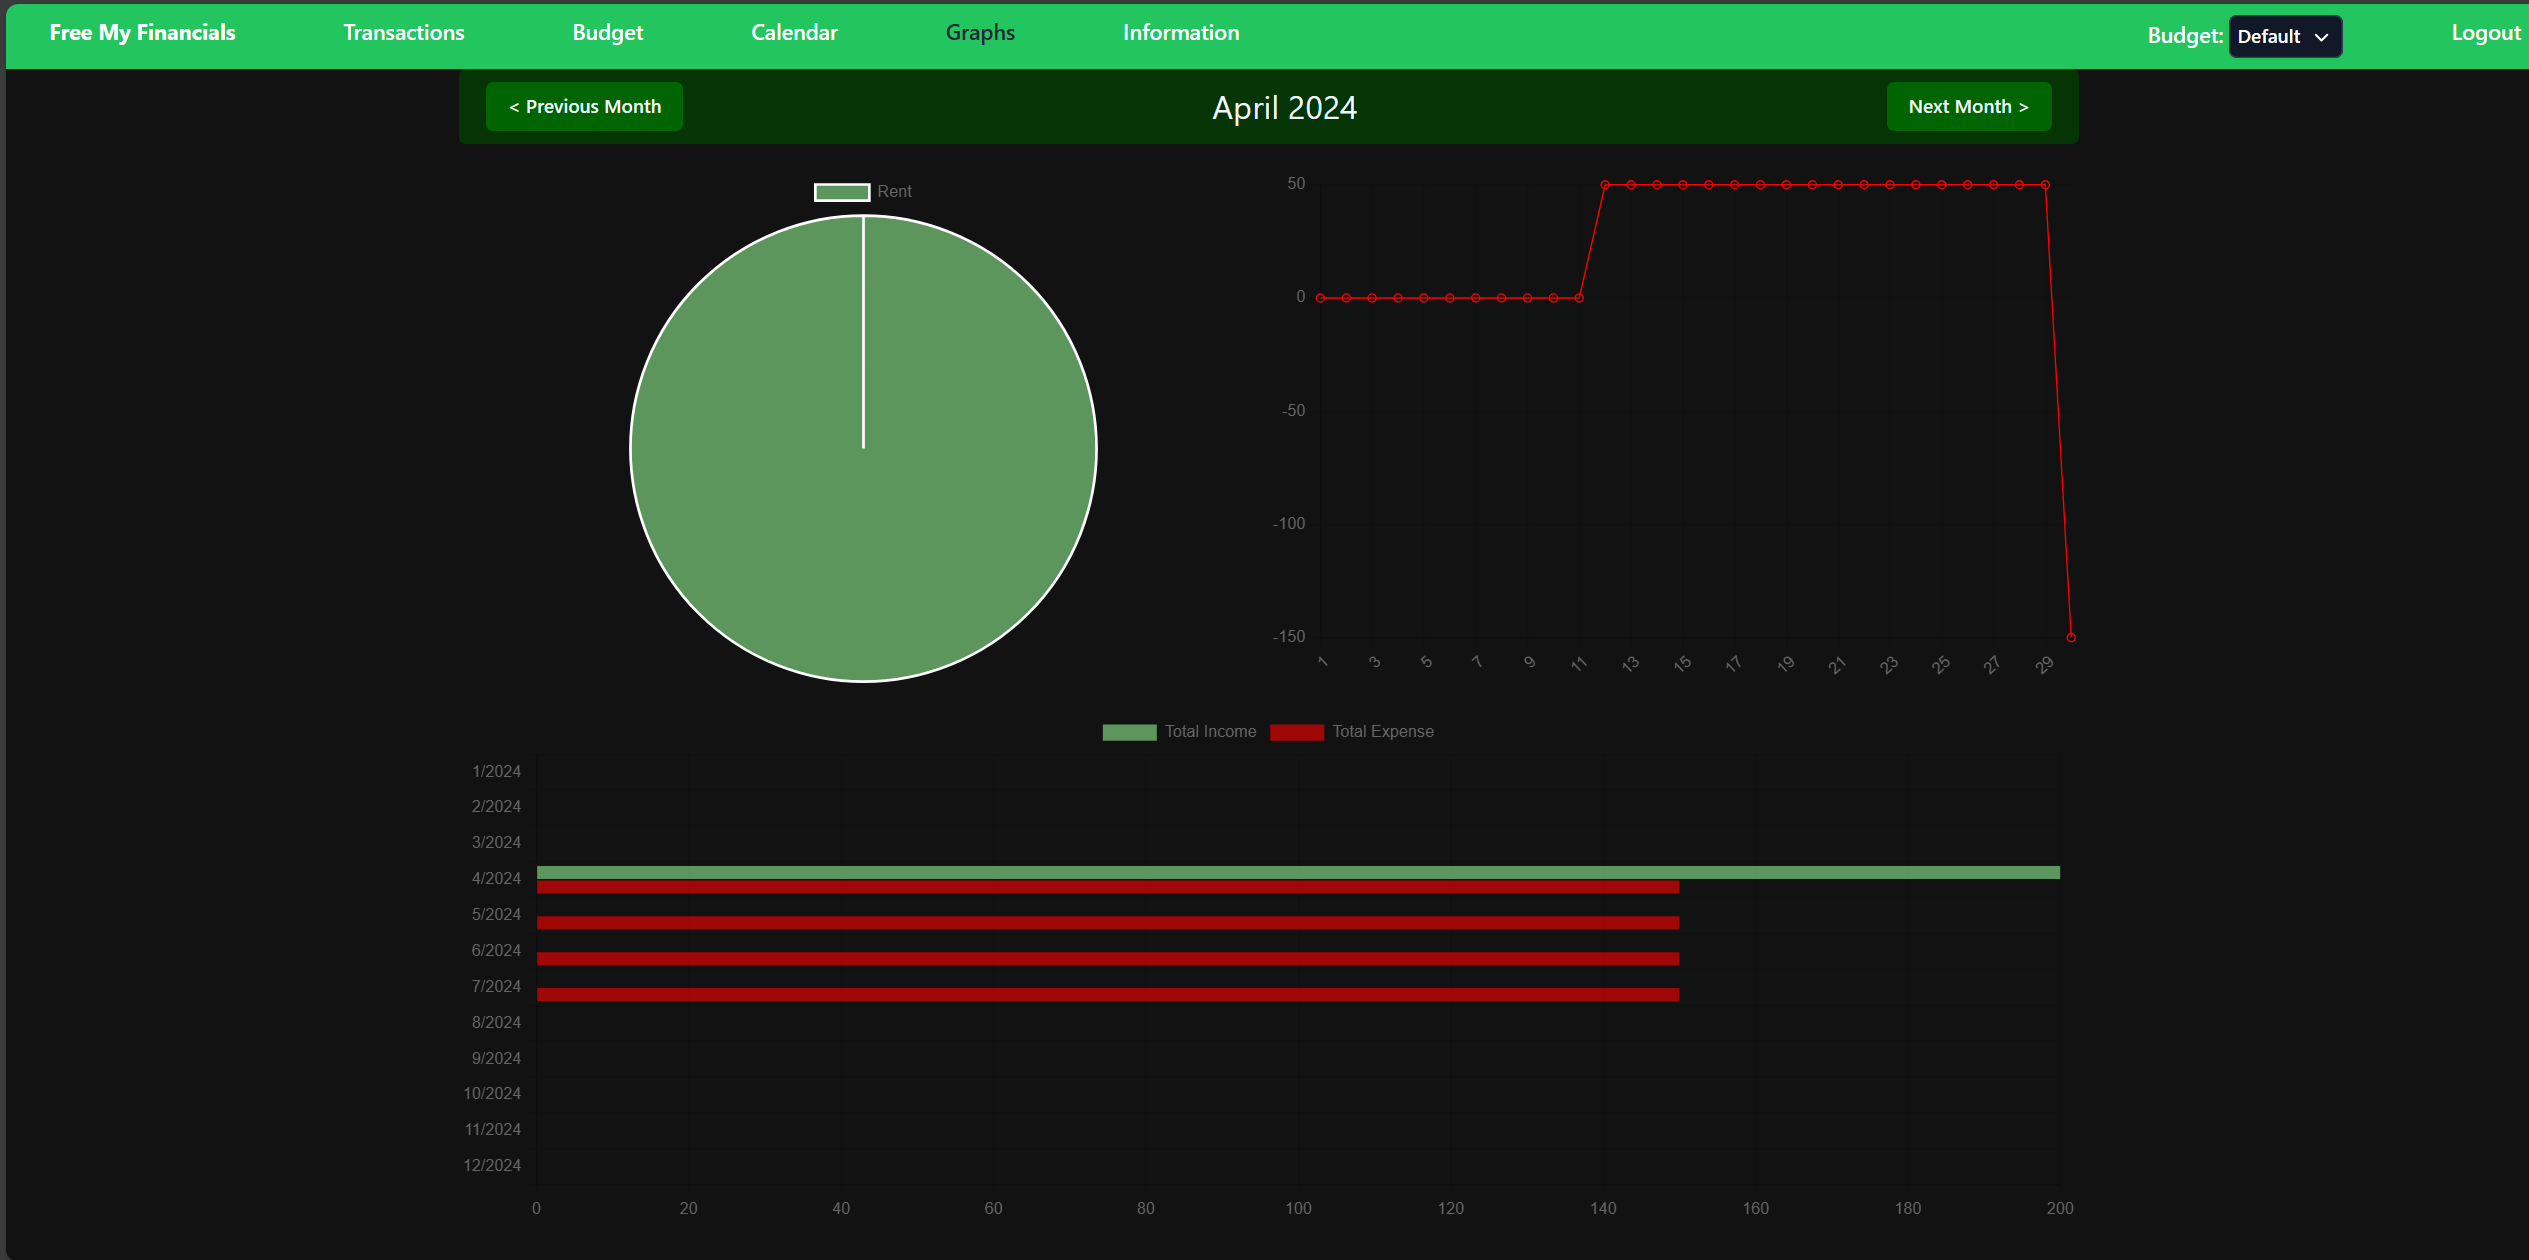 Free My Financials Transactions Budget Calendar Graphs Information Budget: Default Logout
< Previous Month April 2024 Next Month >
Rent
50
0
-50
-100
-150
1 3 5 7 9 11 13 15 17 19 21 23 25 27 29
Total Income Total Expense
1/2024
2/2024
3/2024
4/2024
5/2024
6/2024
7/2024
8/2024
9/2024
10/2024
11/2024
12/2024
0 20 40 60 80 100 120 140 160 180 200